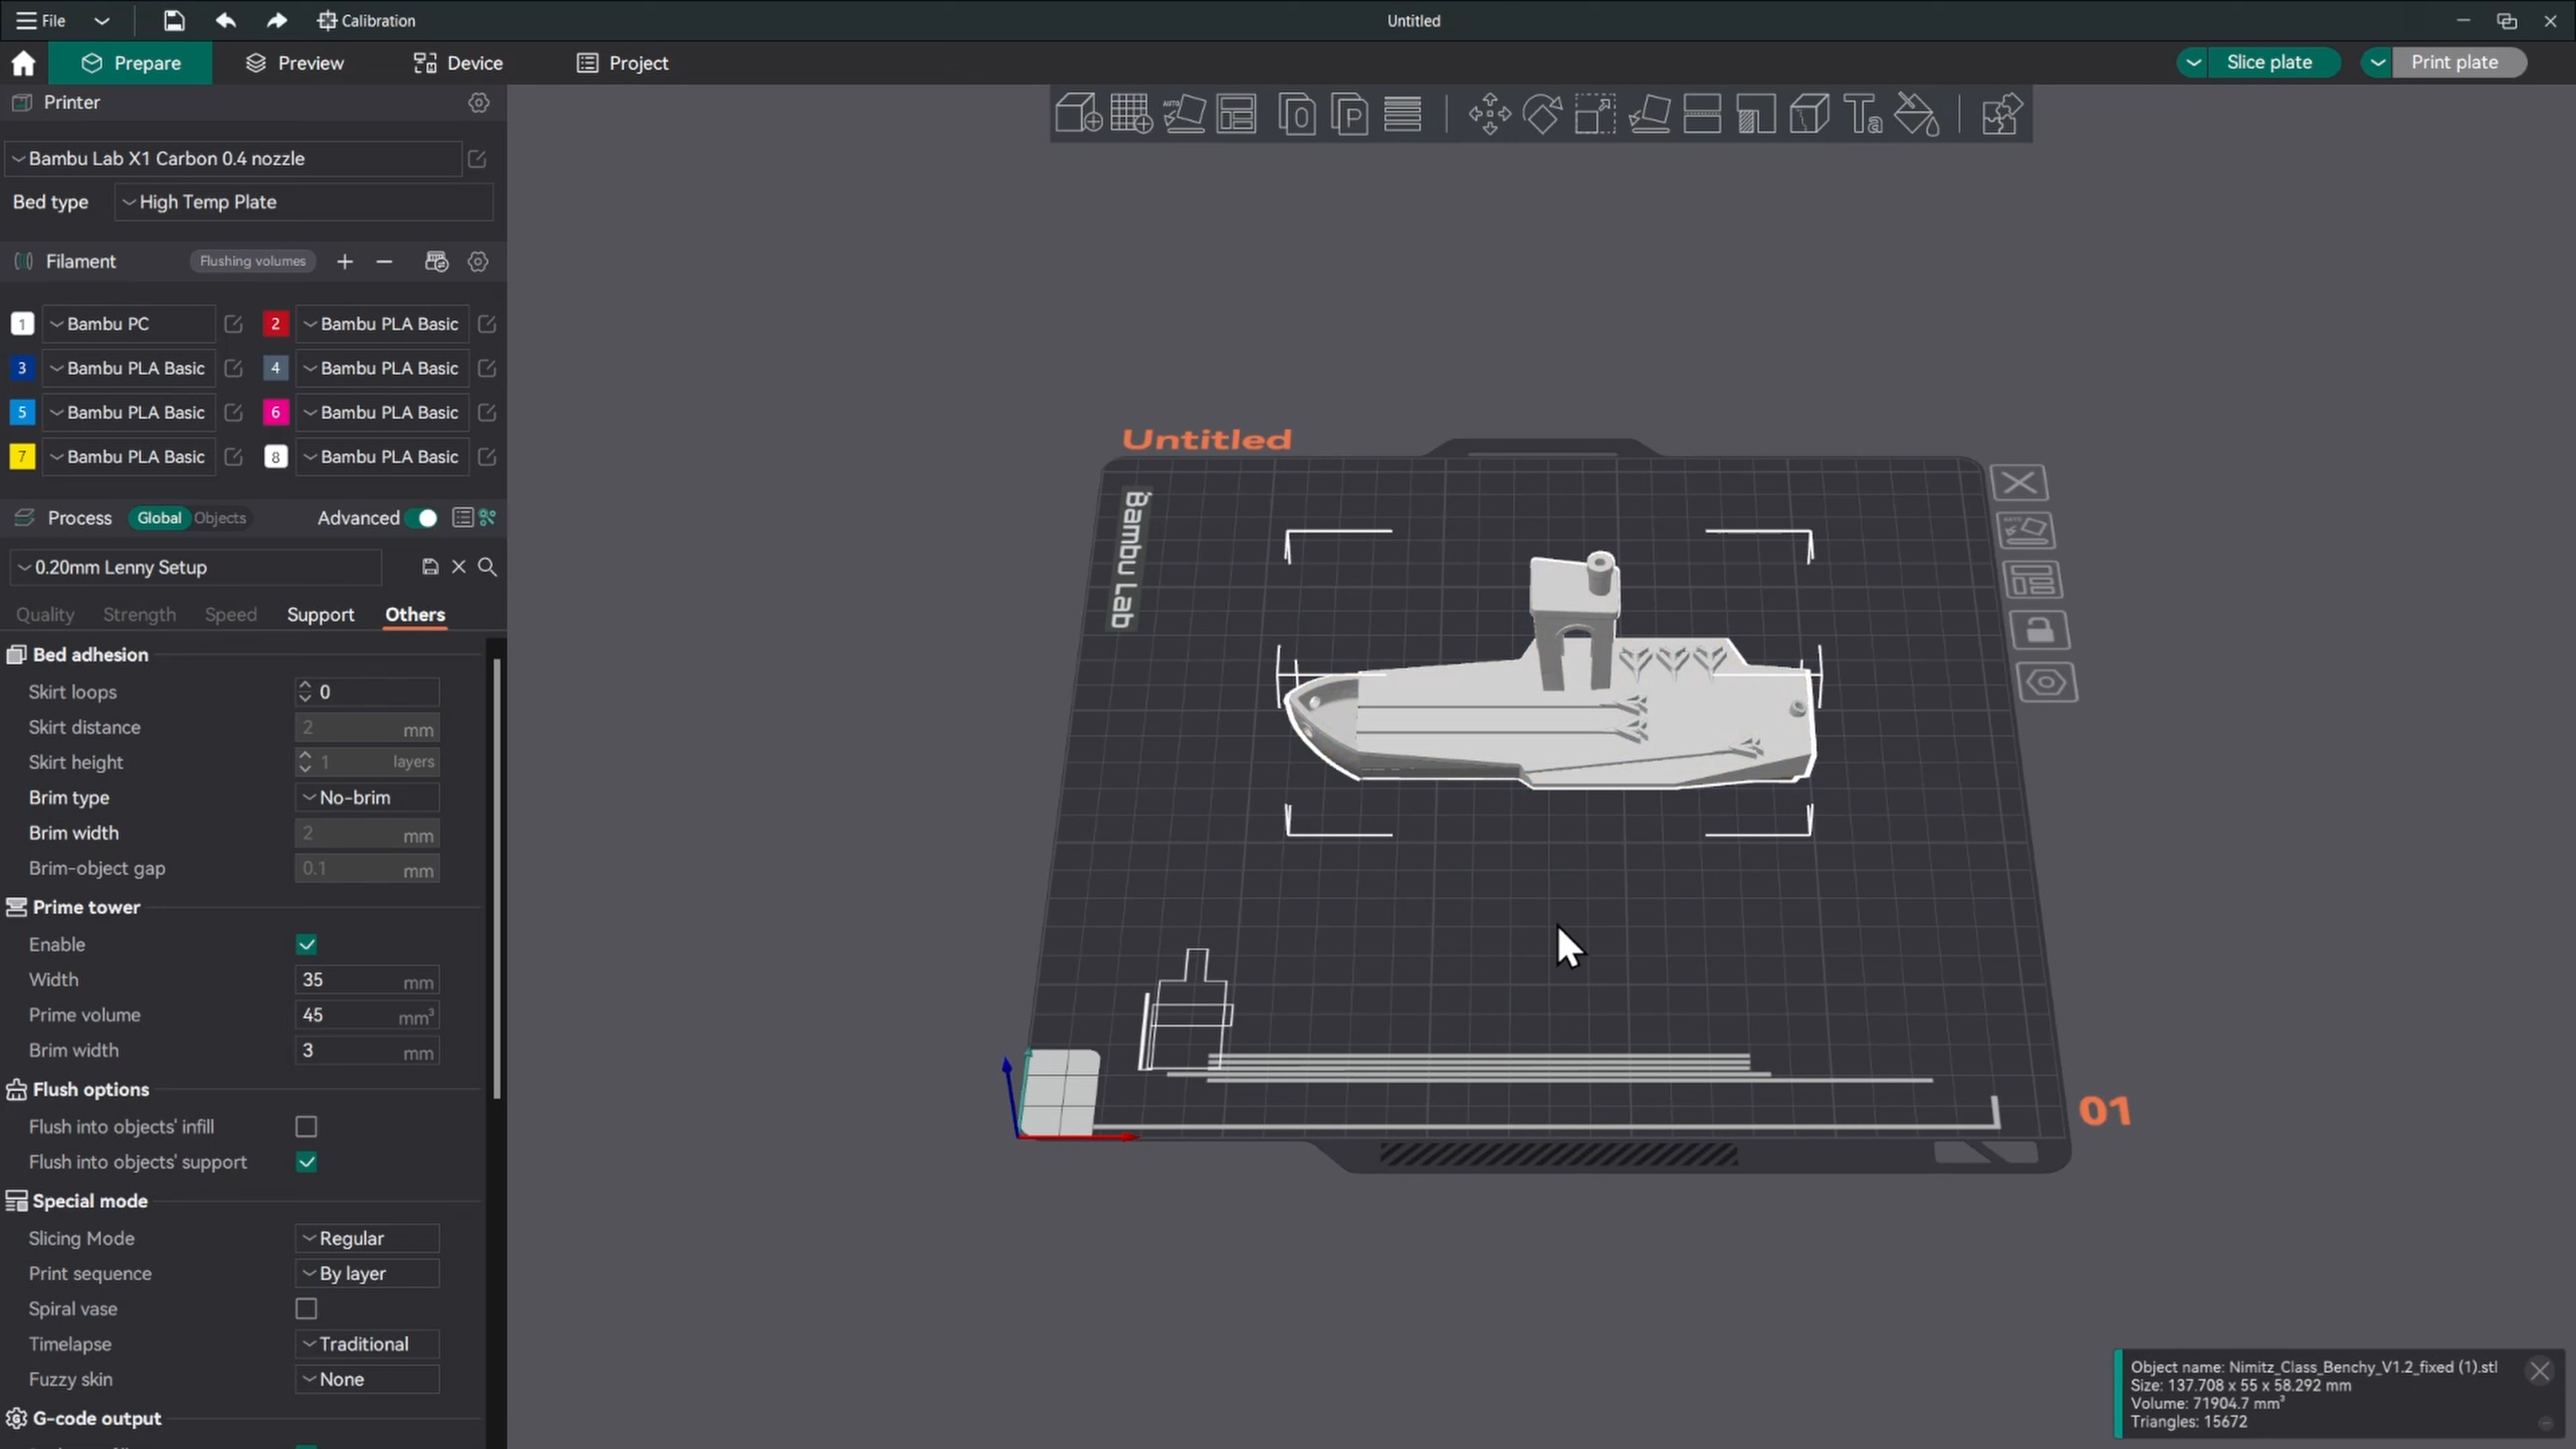 File
Calibration
Untitled
Prepare
Preview
Device
Project
Slice plate
Print plate
Printer
Bambu Lab X1 Carbon 0.4 nozzle
Bed type
High Temp Plate
Filament
Flushing volumes
1 Bambu PC
2 Bambu PLA Basic
3 Bambu PLA Basic
4 Bambu PLA Basic
5 Bambu PLA Basic
6 Bambu PLA Basic
7 Bambu PLA Basic
8 Bambu PLA Basic
Process
Global
Objects
Advanced
0.20mm Lenny Setup
Quality
Strength
Speed
Support
Others
Bed adhesion
Skirt loops 0
Skirt distance 2 mm
Skirt height 1 layers
Brim type No-brim
Brim width 2 mm
Brim-object gap 0.1 mm
Prime tower
Enable
Width 35 mm
Prime volume 45 mm³
Brim width 3 mm
Flush options
Flush into objects' infill
Flush into objects' support
Special mode
Slicing Mode Regular
Print sequence By layer
Spiral vase
Timelapse Traditional
Fuzzy skin None
G-code output
AUTO
O
P
Ta
Untitled
Bambu Lab
AUTO
01
Object name: Nimitz_Class_Benchy_V1.2_fixed (1).stl
Size: 137.708 x 55 x 58.292 mm
Volume: 71904.7 mm³
Triangles: 15672